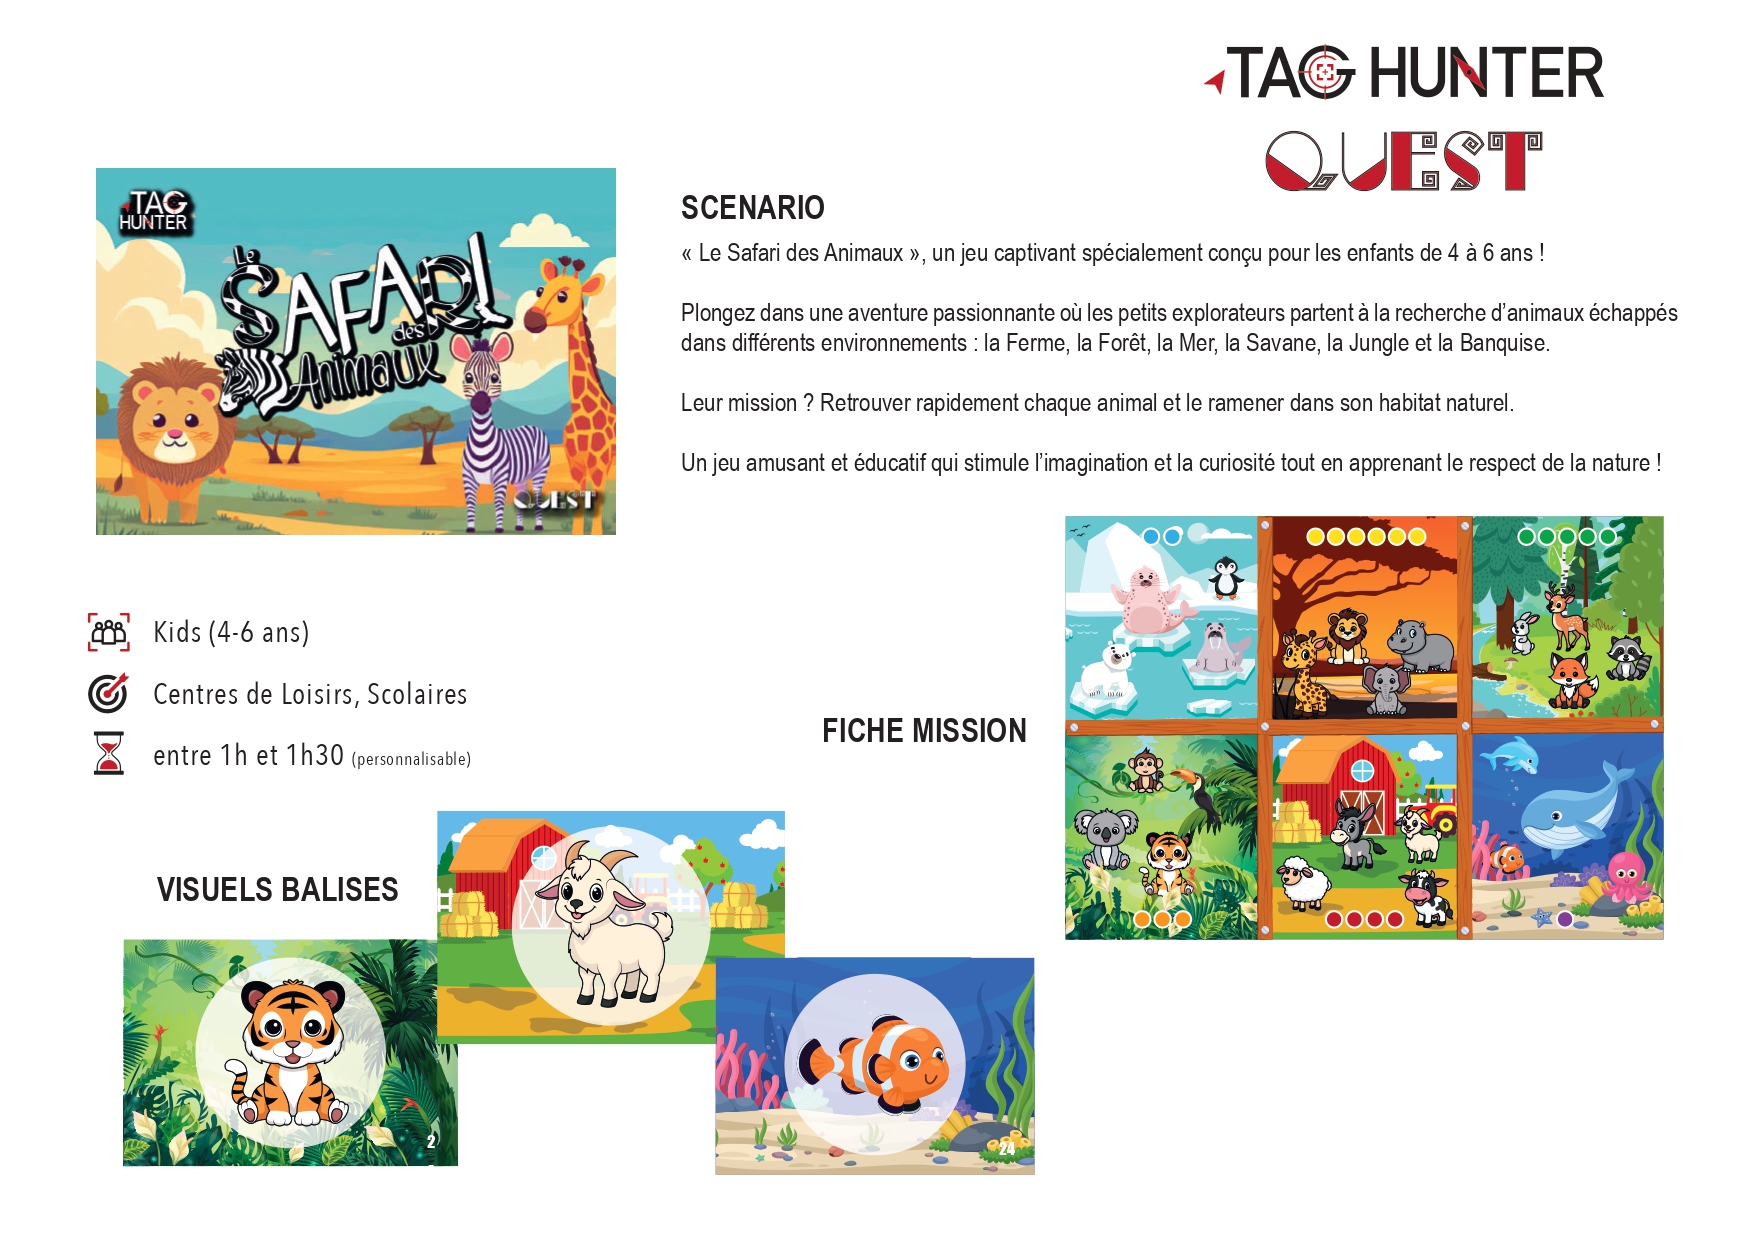 TAG HUNTER
QUEST
TAG
HUNTER
Le
SAFARI
des
Animaux
QUEST
SCENARIO
« Le Safari des Animaux », un jeu captivant spécialement conçu pour les enfants de 4 à 6 ans !
Plongez dans une aventure passionnante où les petits explorateurs partent à la recherche d’animaux échappés
dans différents environnements : la Ferme, la Forêt, la Mer, la Savane, la Jungle et la Banquise.
Leur mission ? Retrouver rapidement chaque animal et le ramener dans son habitat naturel.
Un jeu amusant et éducatif qui stimule l’imagination et la curiosité tout en apprenant le respect de la nature !
Kids (4-6 ans)
Centres de Loisirs, Scolaires
entre 1h et 1h30 (personnalisable)
FICHE MISSION
VISUELS BALISES
2
24